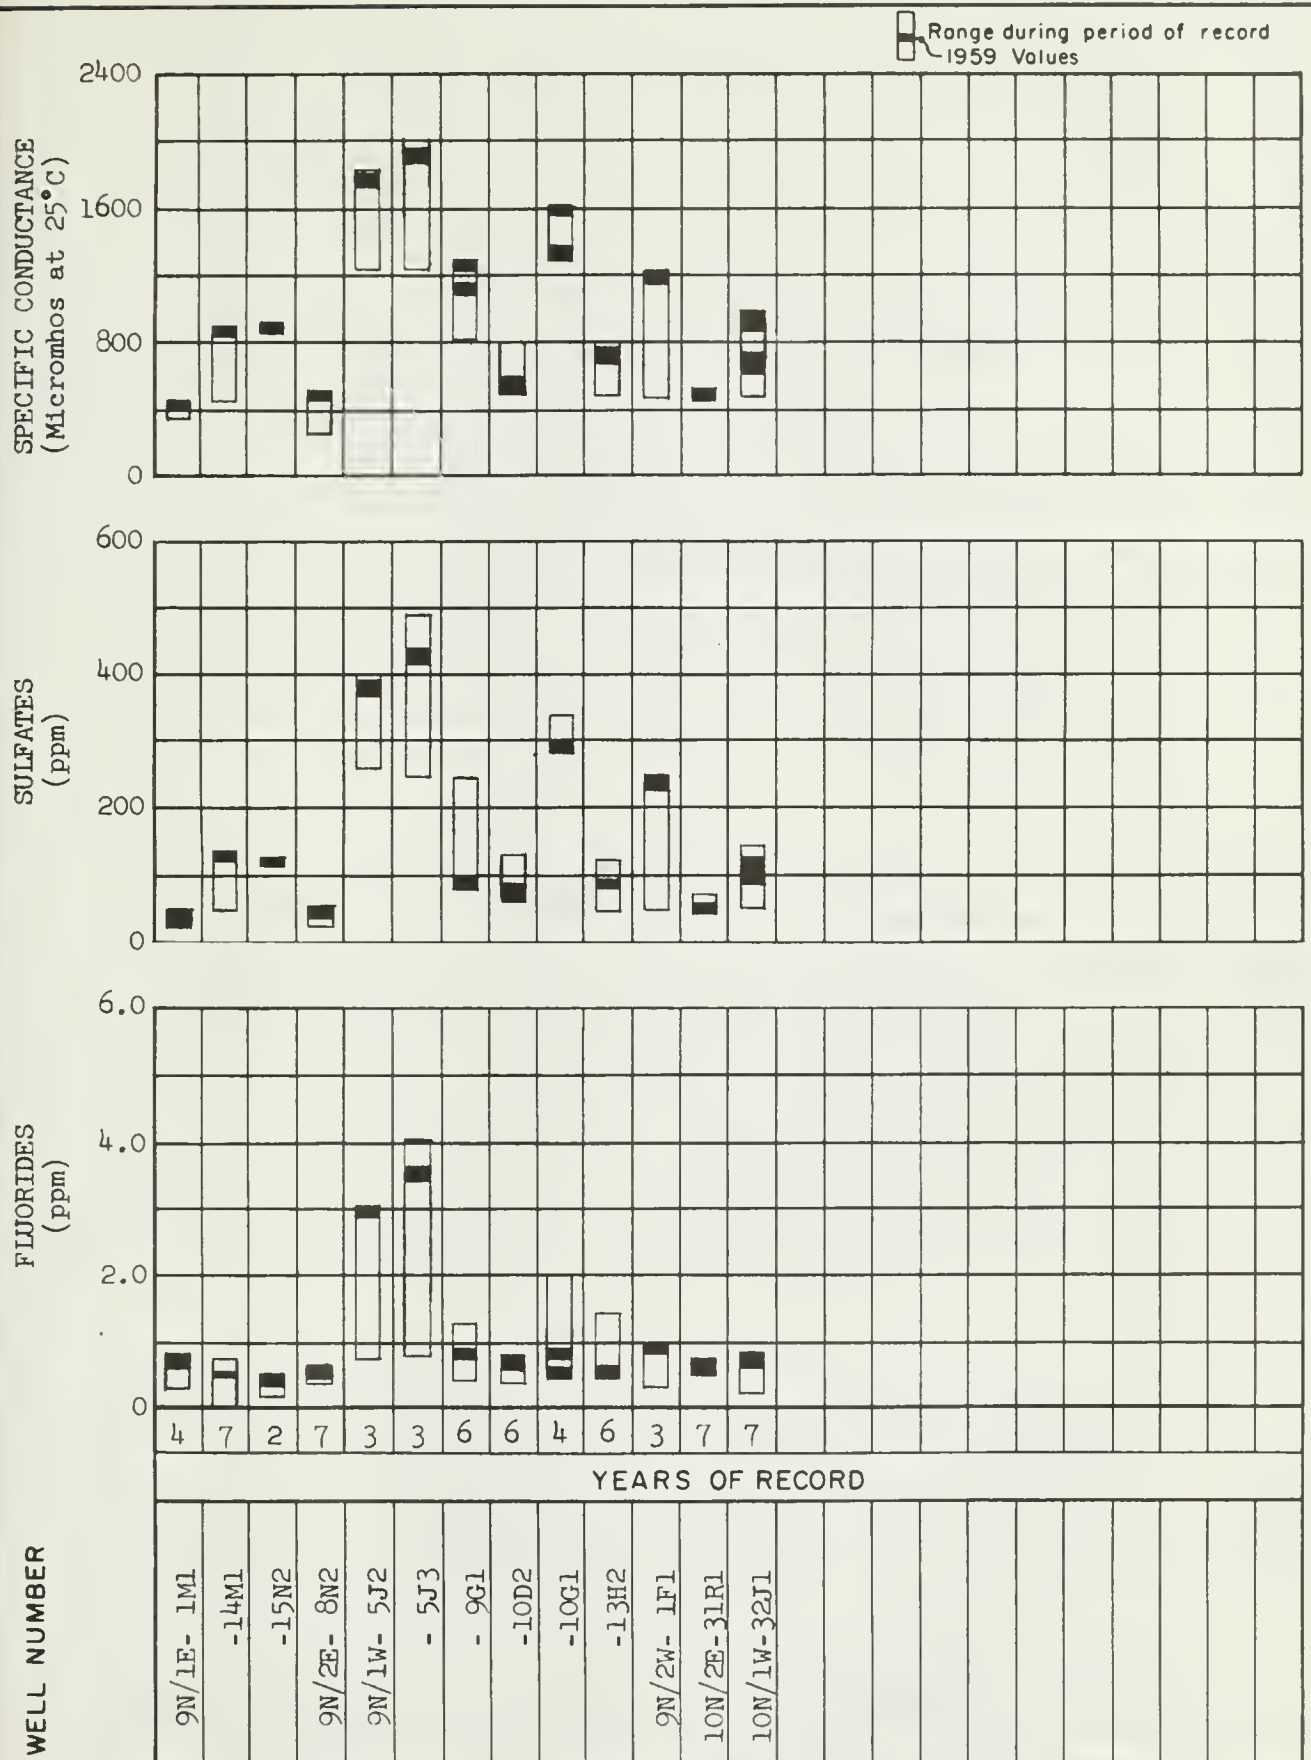 Range during period of record
1959 Values
SPECIFIC CONDUCTANCE
(Micromhos at 25°C)
2400
1600
800
0
SULFATES
(ppm)
600
400
200
0
FLUORIDES
(ppm)
6.0
4.0
2.0
0
4 7 2 7 3 3 6 6 4 6 3 7 7
YEARS OF RECORD
WELL NUMBER
9N/1E- 1M1
-14M1
-15N2
9N/2E- 8N2
9N/1W- 5J2
- 5J3
- 9G1
-10D2
-10G1
-13H2
9N/2W- 1F1
10N/2E-31R1
10N/1W-32J1